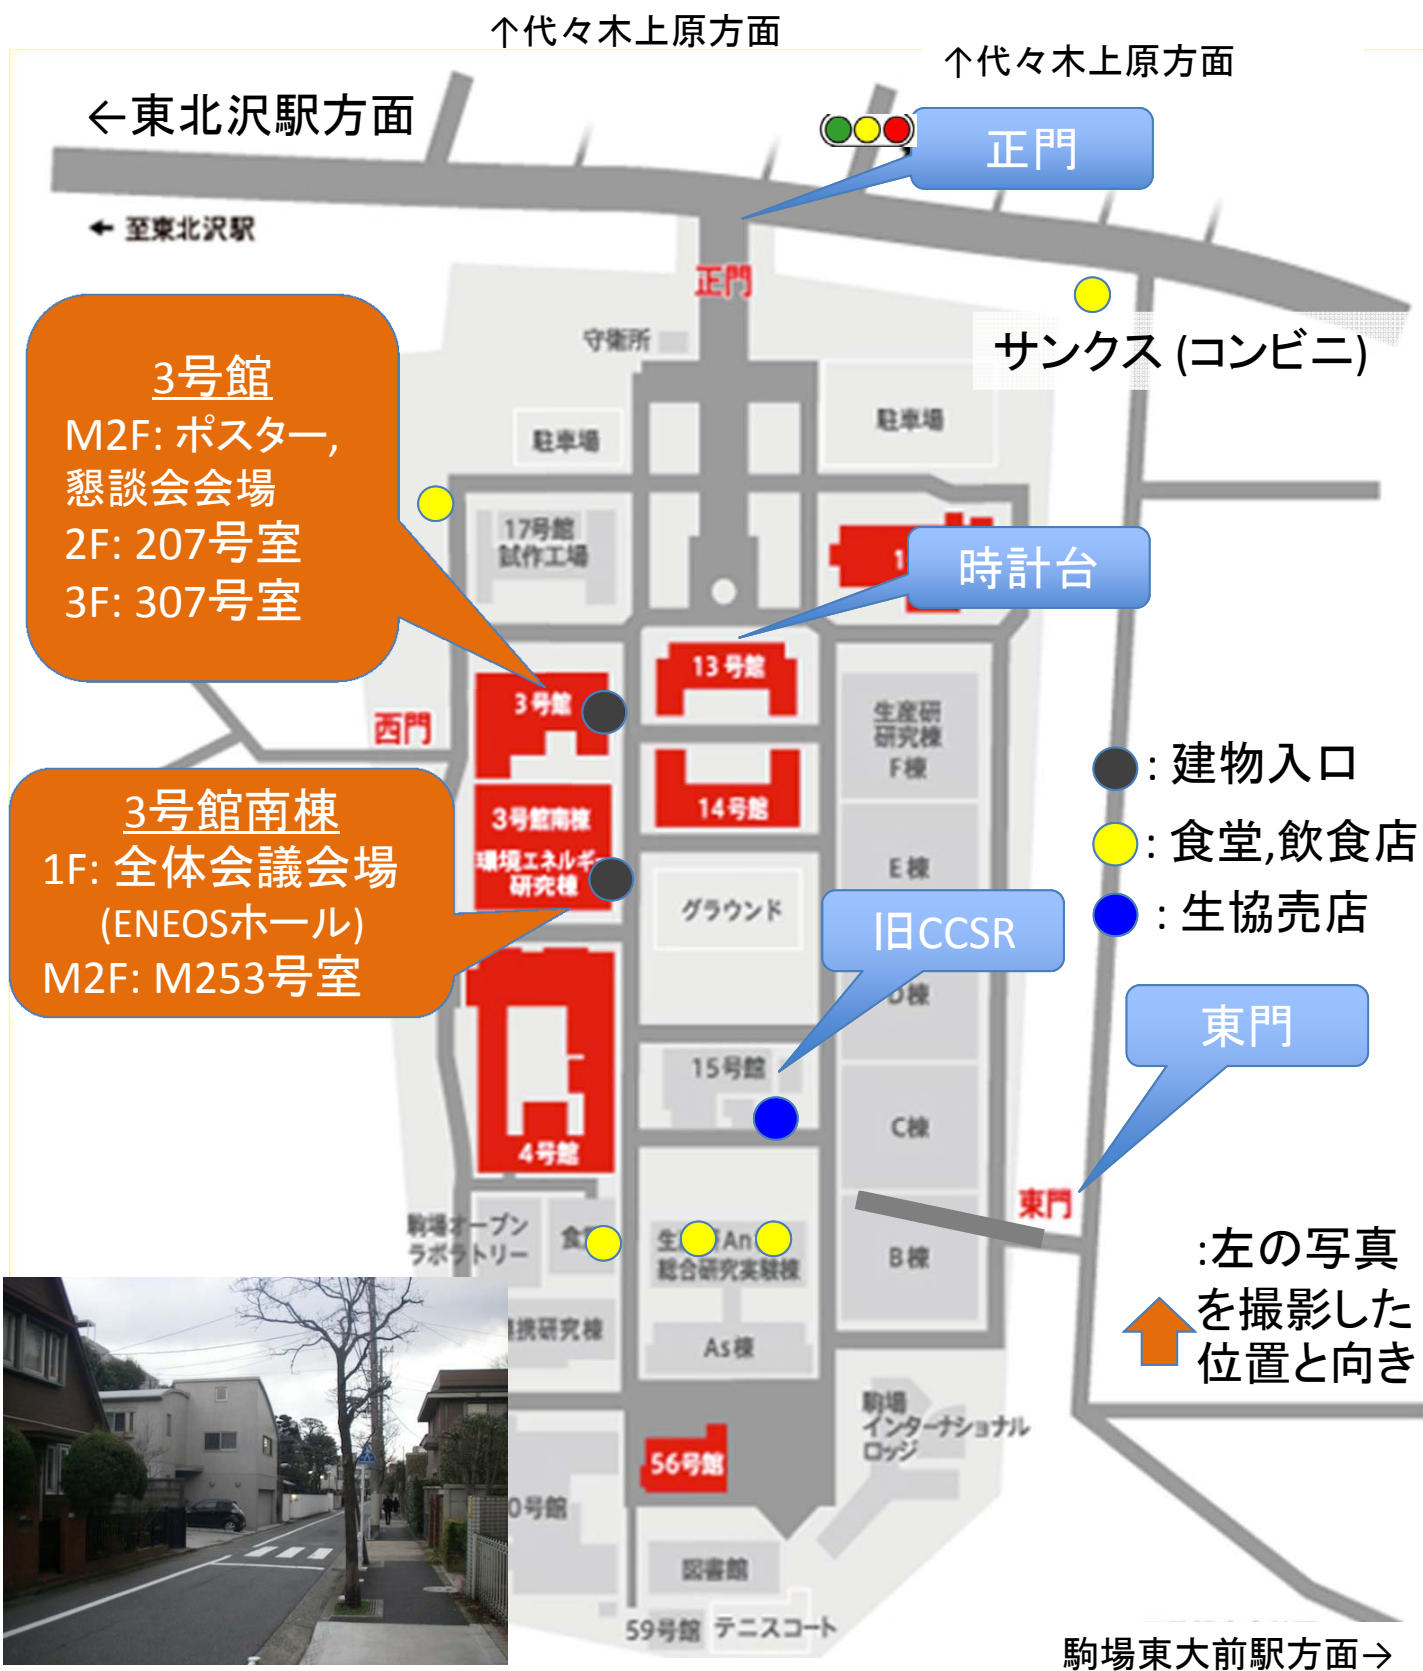 ↑代々木上原方面
↑代々木上原方面
←東北沢駅方面
正門
← 至東北沢駅
正門
守衛所
サンクス (コンビニ)
3号館
M2F: ポスター,
懇談会会場
2F: 207号室
3F: 307号室
駐車場
駐車場
17号館
試作工場
時計台
13号館
3号館
西門
生産研
研究棟
F棟
: 建物入口
14号館
3号館南棟
1F: 全体会議会場
(ENEOSホール)
M2F: M253号室
3号館南棟
環境エネルギー
研究棟
E棟
: 食堂,飲食店
グラウンド
旧CCSR
: 生協売店
D棟
東門
15号館
C棟
4号館
東門
駒場オープン
ラボラトリー
総合研究実験棟
B棟
:左の写真
を撮影した
位置と向き
携研究棟
As棟
駒場
インターナショナル
ロッジ
56号館
0号館
図書館
59号館
テニスコート
駒場東大前駅方面→